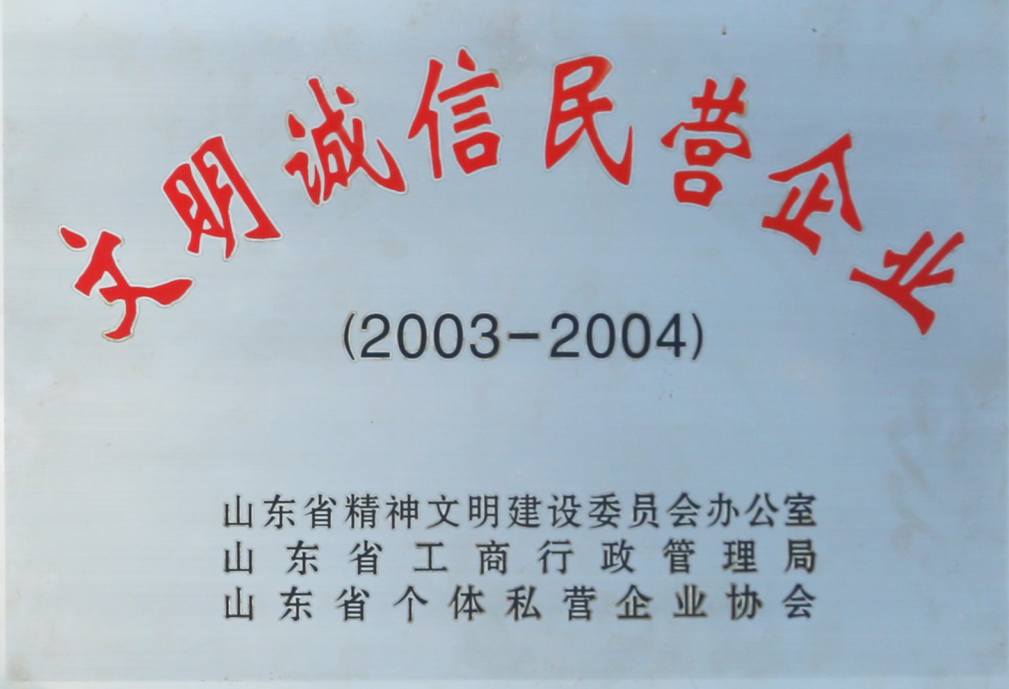 文明诚信民营企业
(2003-2004)
山东省精神文明建设委员会办公室
山东省工商行政管理局
山东省个体私营企业协会